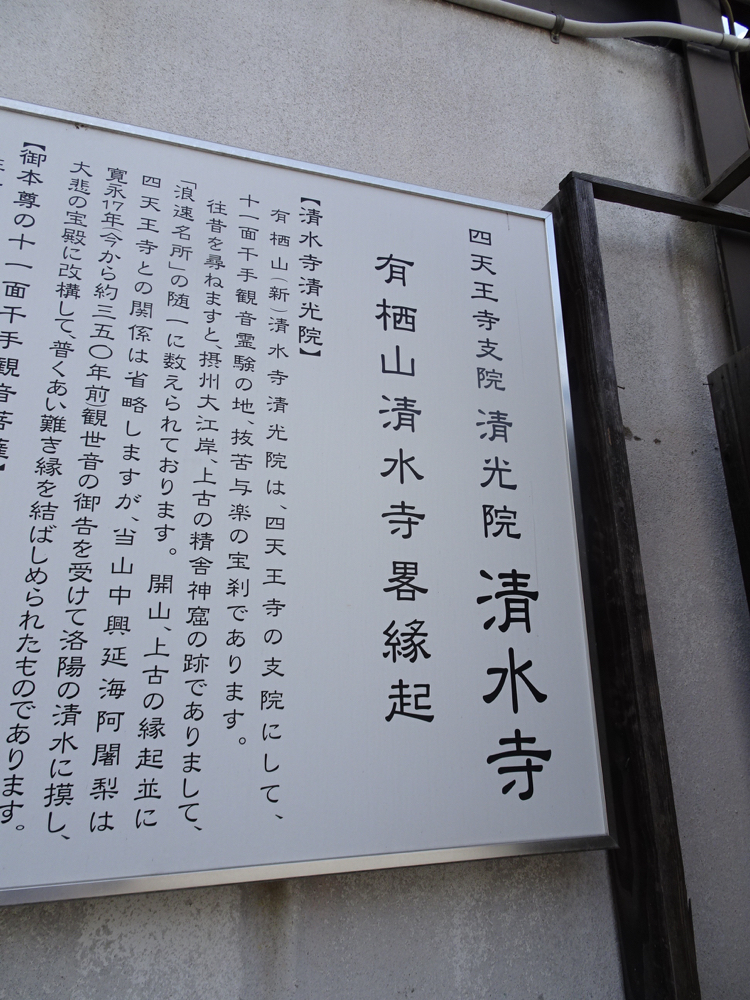 四天王寺支院 清光院 清水寺
有栖山清水寺畧縁起
【清水寺清光院】
有栖山(新)清水寺清光院は、四天王寺の支院にして、
十一面千手観音霊験の地、抜苦与楽の宝刹であります。
往昔を尋ねますと、摂州大江岸、上古の精舎神窟の跡でありまして、
「浪速名所」の随一に数えられております。開山、上古の縁起並に
四天王寺との関係は省略しますが、当山中興延海阿闍梨は
寛永17年(今から約三五〇年前)観世音の御告を受けて洛陽の清水に摸し、
大悲の宝殿に改構して、普くあい難き縁を結ばしめられたものであります。
【御本尊の十一面千手観音菩薩】